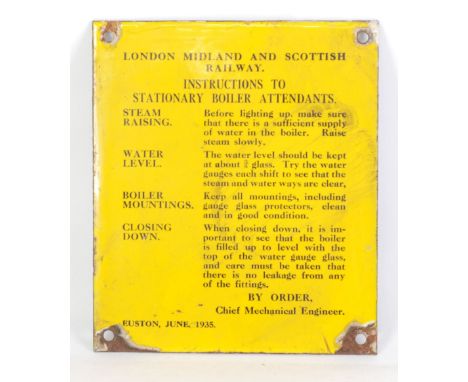 LONDON MIDLAND AND SCOTTISH
RAILWAY.
INSTRUCTIONS TO
STATIONARY BOILER ATTENDANTS.
STEAM RAISING. Before lighting up, make sure
that there is a sufficient supply
of water in the boiler. Raise
steam slowly.
WATER LEVEL. The water level should be kept
at about ¾ glass. Try the water
gauges each shift to see that the
steam and water ways are clear,
BOILER MOUNTINGS. Keep all mountings, including
gauge glass protectors, clean
and in good condition.
CLOSING DOWN. When closing down, it is im-
portant to see that the boiler
is filled up to level with the
top of the water gauge glass,
and care must be taken that
there is no leakage from any
of the fittings.
BY ORDER,
Chief Mechanical Engineer.
EUSTON, JUNE, 1935.